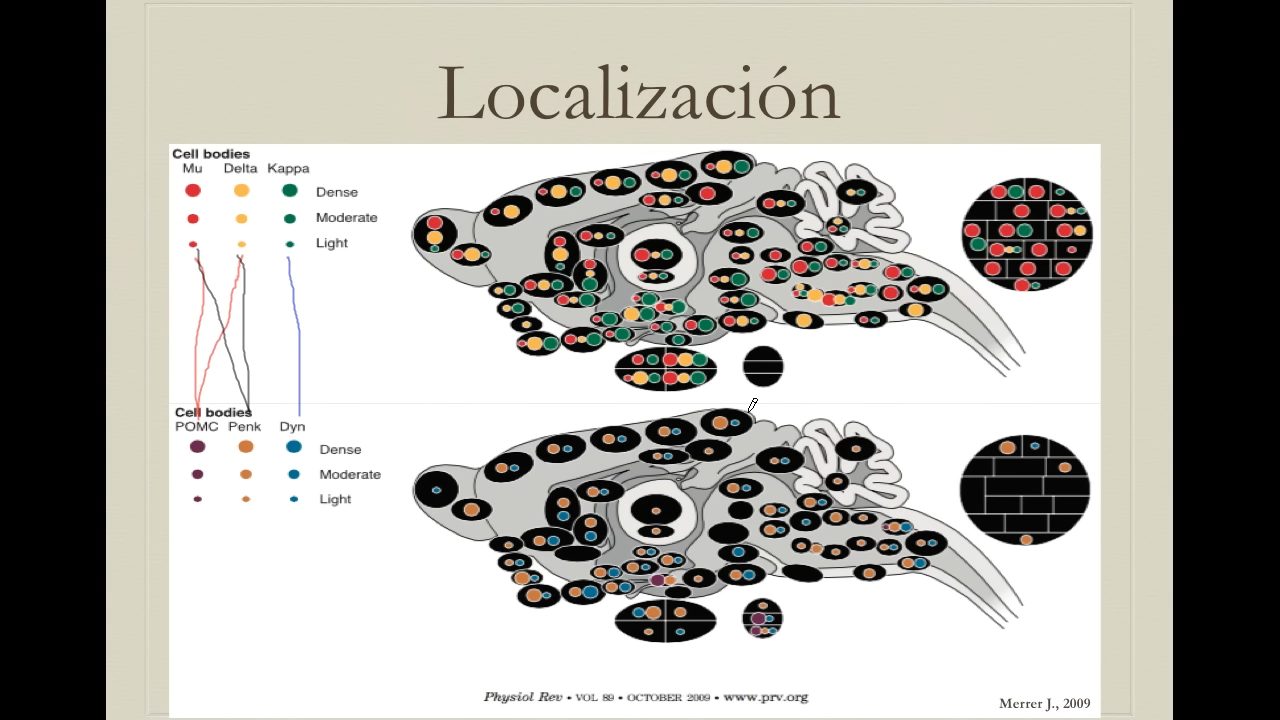 Localización
Cell bodies
Mu Delta Kappa
Dense
Moderate
Light
Cell bodies
POMC Penk Dyn
Dense
Moderate
Light
Physiol Rev • VOL 89 • OCTOBER 2009 • www.prv.org
Merrer J., 2009